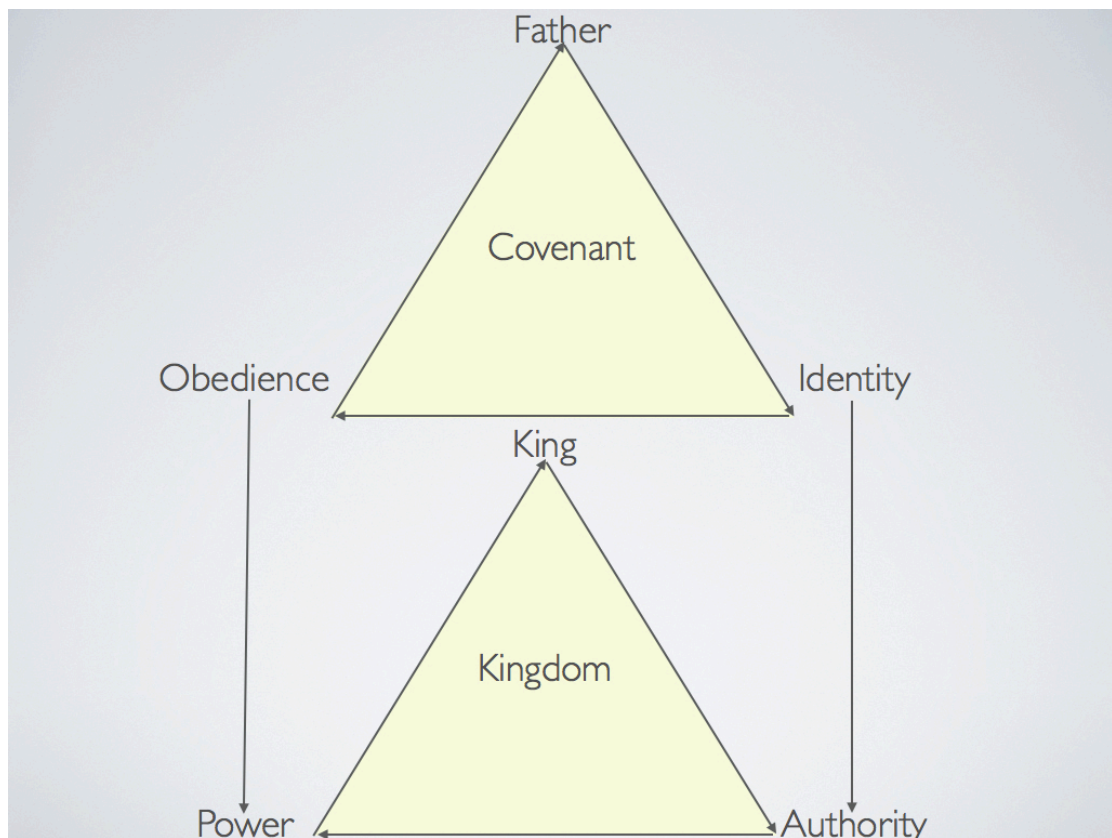 Father
Covenant
Obedience
Identity
King
Kingdom
Power
Authority